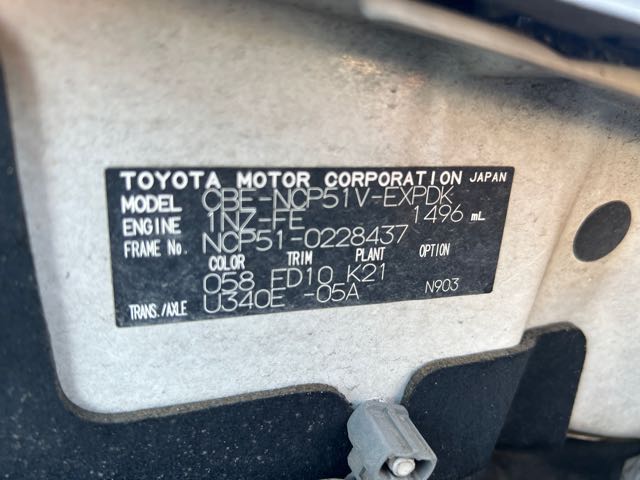 TOYOTA MOTOR CORPORATION JAPAN
MODEL CBE-NCP51V-EXPDK
ENGINE 1NZ-FE 1496 mL
FRAME No. NCP51-0228437
COLOR TRIM PLANT OPTION
058 ED10 K21
TRANS./AXLE U340E -05A N903